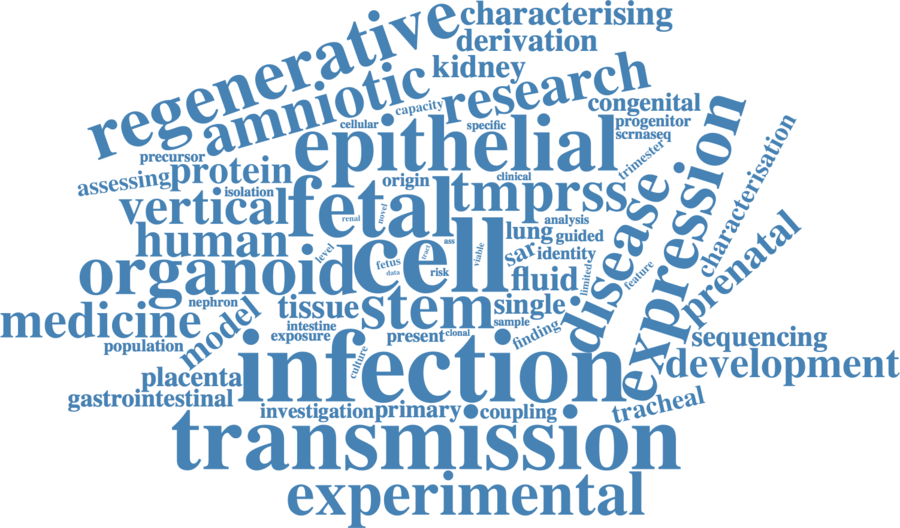 regenerative
characterising
derivation
kidney
amniotic
capacity
research
congenital
cellular
specific
epithelial
progenitor
scrnaseq
trimester
expression
characterisation
precursor
protein
assessing
isolation
origin
clinical
tmprss
disease
vertical
fetal
renal
novel
analysis
lung
guided
human
level
cell
ass
tract
viable
sar
identity
organoid
fetus
data
risk
fluid
limited
feature
prenatal
nephron
tissue
stem
single
medicine
model
intestine
exposure
sample
present
clonal
finding
population
culture
infection
sequencing
development
placenta
gastrointestinal
investigation
primary
coupling
tracheal
transmission
experimental